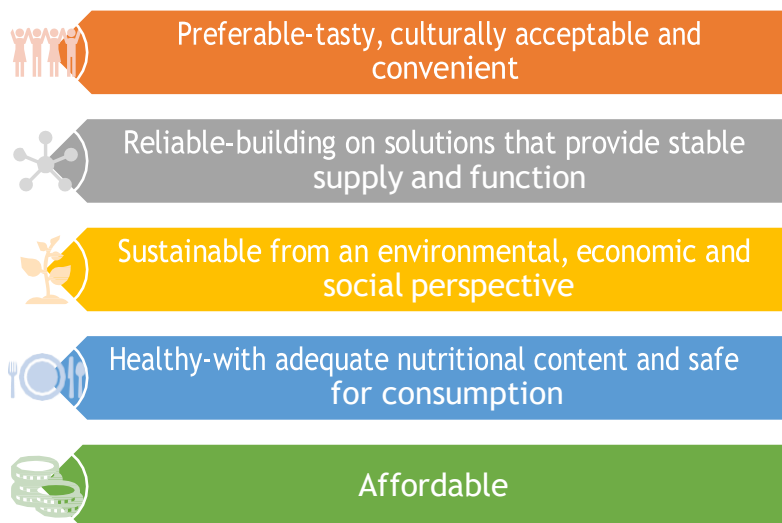 Preferable-tasty, culturally acceptable and
convenient
Reliable-building on solutions that provide stable
supply and function
Sustainable from an environmental, economic and
social perspective
Healthy-with adequate nutritional content and safe
for consumption
Affordable